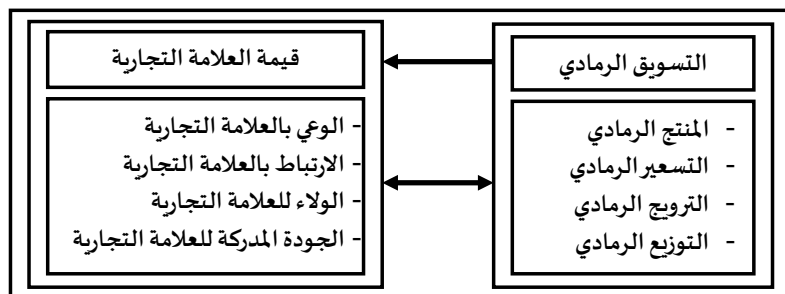 التسويق الرمادي
- المنتج الرمادي
- التسعير الرمادي
- الترويج الرمادي
- التوزيع الرمادي
قيمة العلامة التجارية
- الوعي بالعلامة التجارية
- الارتباط بالعلامة التجارية
- الولاء للعلامة التجارية
- الجودة المدركة للعلامة التجارية